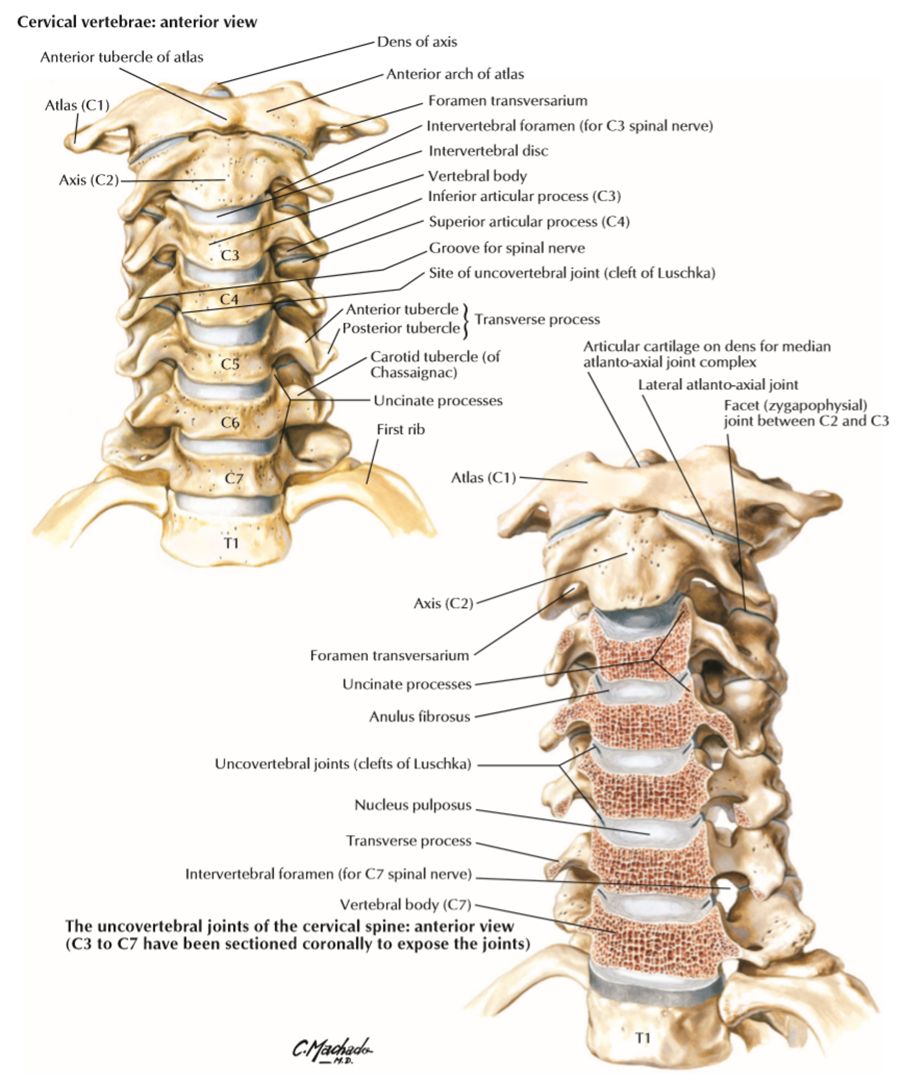 Cervical vertebrae: anterior view
Dens of axis
Anterior tubercle of atlas
Anterior arch of atlas
Atlas (C1)
Foramen transversarium
Intervertebral foramen (for C3 spinal nerve)
Intervertebral disc
Axis (C2)
Vertebral body
Inferior articular process (C3)
Superior articular process (C4)
C3
Groove for spinal nerve
Site of uncovertebral joint (cleft of Luschka)
C4
Anterior tubercle
Posterior tubercle
Transverse process
C5
Carotid tubercle (of
Chassaignac)
Uncinate processes
C6
First rib
C7
T1
Articular cartilage on dens for median
atlanto-axial joint complex
Lateral atlanto-axial joint
Facet (zygapophysial)
joint between C2 and C3
Atlas (C1)
Axis (C2)
Foramen transversarium
Uncinate processes
Anulus fibrosus
Uncovertebral joints (clefts of Luschka)
Nucleus pulposus
Transverse process
Intervertebral foramen (for C7 spinal nerve)
Vertebral body (C7)
The uncovertebral joints of the cervical spine: anterior view
(C3 to C7 have been sectioned coronally to expose the joints)
T1
C. Machado
M.D.